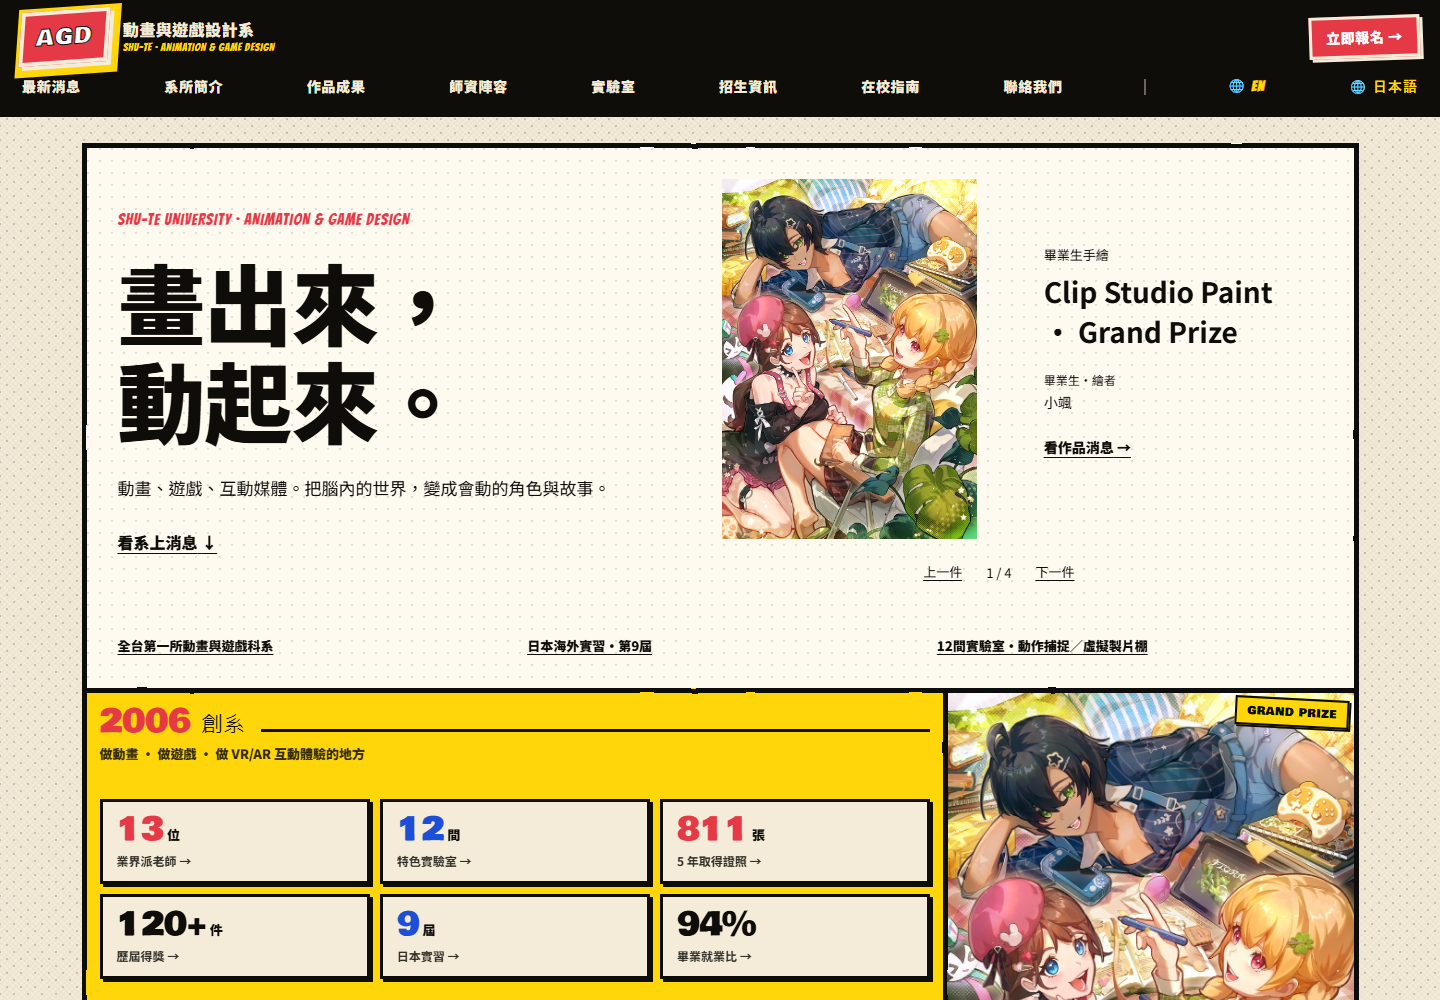 AGD
動畫與遊戲設計系
SHU-TE · ANIMATION & GAME DESIGN
立即報名 →
最新消息
系所簡介
作品成果
師資陣容
實驗室
招生資訊
在校指南
聯絡我們
EN
日本語
SHU-TE UNIVERSITY · ANIMATION & GAME DESIGN
畫出來，
動起來。
動畫、遊戲、互動媒體。把腦內的世界，變成會動的角色與故事。
看系上消息 ↓
畢業生手繪
Clip Studio Paint
・ Grand Prize
畢業生・繪者
小颯
看作品消息 →
上一件
1 / 4
下一件
全台第一所動畫與遊戲科系
日本海外實習・第9屆
12間實驗室・動作捕捉／虛擬製片棚
2006 創系
做動畫 ・ 做遊戲 ・ 做 VR/AR 互動體驗的地方
GRAND PRIZE
13 位
業界派老師 →
12 間
特色實驗室 →
811 張
5 年取得證照 →
120+ 件
歷屆得獎 →
9 屆
日本實習 →
94%
畢業就業比 →